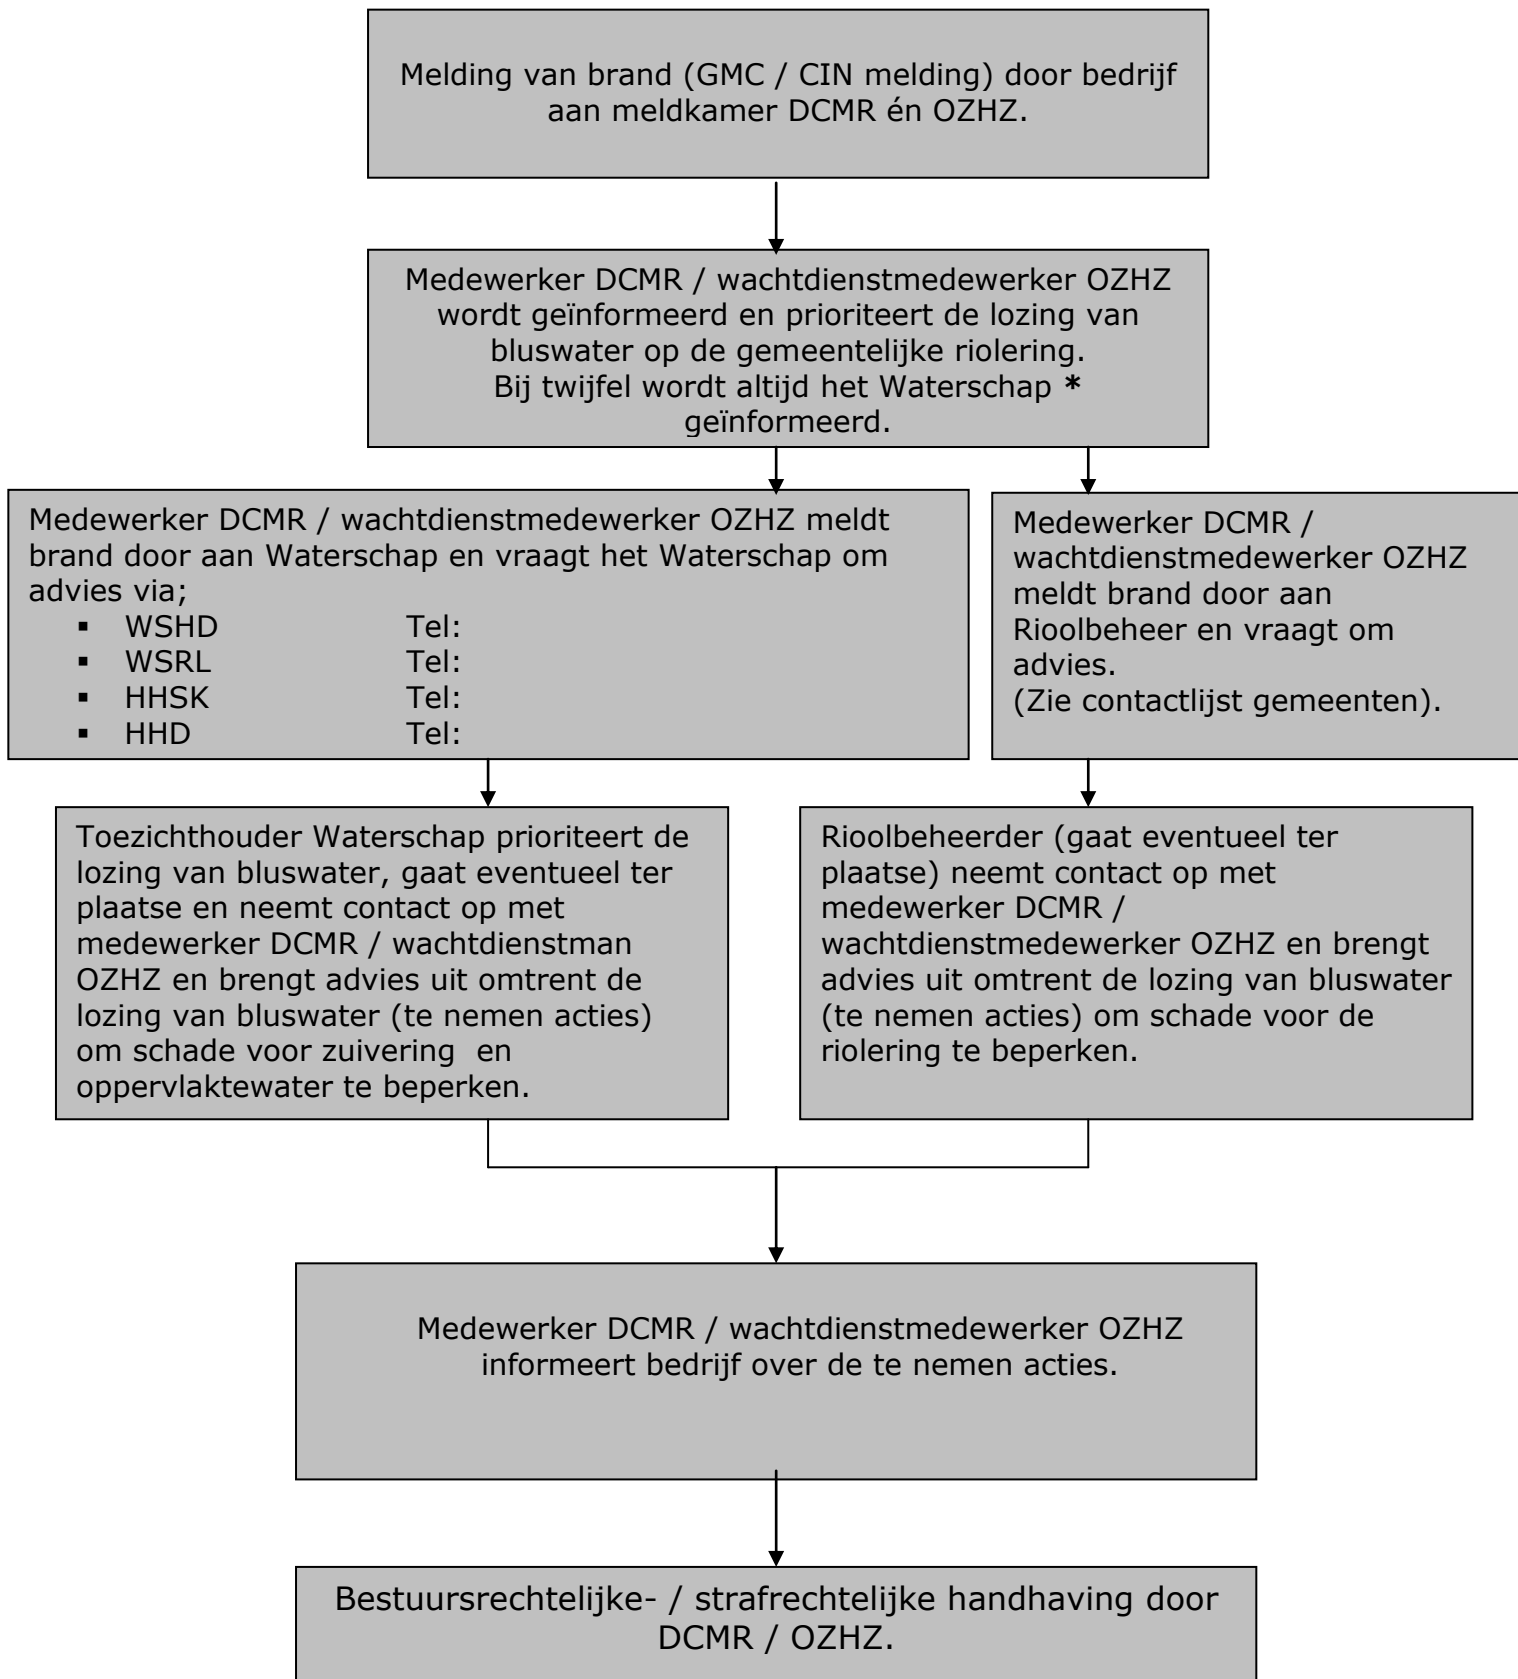 Melding van brand (GMC / CIN melding) door bedrijf
aan meldkamer DCMR én OZHZ.
Medewerker DCMR / wachtdienstmedewerker OZHZ
wordt geïnformeerd en prioriteert de lozing van
bluswater op de gemeentelijke riolering.
Bij twijfel wordt altijd het Waterschap *
geïnformeerd.
Medewerker DCMR / wachtdienstmedewerker OZHZ meldt
brand door aan Waterschap en vraagt het Waterschap om
advies via;
▪ WSHD Tel:
▪ WSRL Tel:
▪ HHSK Tel:
▪ HHD Tel:
Medewerker DCMR /
wachtdienstmedewerker OZHZ
meldt brand door aan
Rioolbeheer en vraagt om
advies.
(Zie contactlijst gemeenten).
Toezichthouder Waterschap prioriteert de
lozing van bluswater, gaat eventueel ter
plaatse en neemt contact op met
medewerker DCMR / wachtdienstman
OZHZ en brengt advies uit omtrent de
lozing van bluswater (te nemen acties)
om schade voor zuivering  en
oppervlaktewater te beperken.
Rioolbeheerder (gaat eventueel ter
plaatse) neemt contact op met
medewerker DCMR /
wachtdienstmedewerker OZHZ en brengt
advies uit omtrent de lozing van bluswater
(te nemen acties) om schade voor de
riolering te beperken.
Medewerker DCMR / wachtdienstmedewerker OZHZ
informeert bedrijf over de te nemen acties.
Bestuursrechtelijke- / strafrechtelijke handhaving door
DCMR / OZHZ.